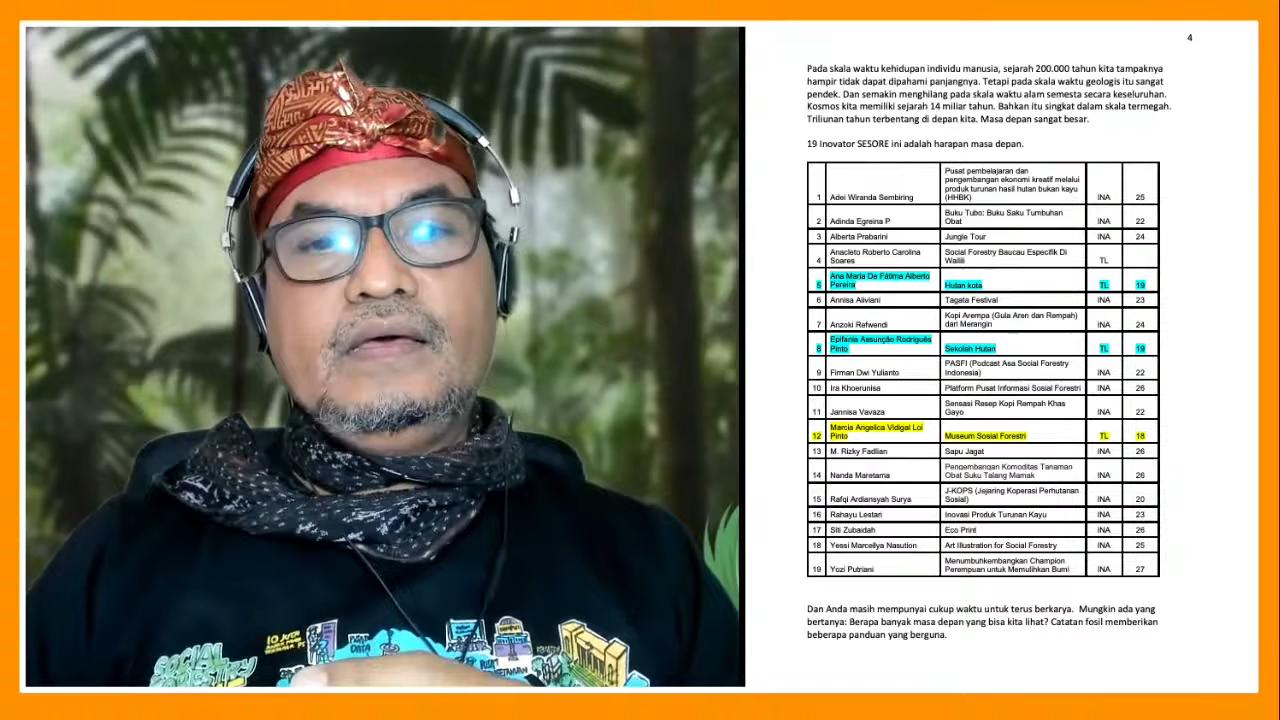 4
Pada skala waktu kehidupan individu manusia, sejarah 200.000 tahun kita tampaknya
hampir tidak dapat dipahami panjangnya. Tetapi pada skala waktu geologis itu sangat
pendek. Dan semakin menghilang pada skala waktu alam semesta secara keseluruhan.
Kosmos kita memiliki sejarah 14 miliar tahun. Bahkan itu singkat dalam skala termegah.
Triliunan tahun terbentang di depan kita. Masa depan sangat besar.
19 Inovator SESORE ini adalah harapan masa depan.
Pusat pembelajaran dan
pengembangan ekonomi kreatif melalui
produk turunan hasil hutan bukan kayu
1 Adei Wiranda Sembiring (HHBK) INA 25
Buku Tubo: Buku Saku Tumbuhan
2 Adinda Egreina P Obat INA 22
3 Alberta Prabarini Jungle Tour INA 24
Anacleto Roberto Carolina Social Forestry Baucau Especifik Di
4 Soares Wailili TL
Ana Maria De Fátima Alberto
5 Pereira Hutan kota TL 19
6 Annisa Aliviani Tagata Festival INA 23
Kopi Arempa (Gula Aren dan Rempah)
7 Anzoki Refwendi dari Merangin INA 24
Epifania Assunção Rodriguês
8 Pinto Sekolah Hutan TL 19
PASFI (Podcast Asa Social Forestry
9 Firman Dwi Yulianto Indonesia) INA 22
10 Ira Khoerunisa Platform Pusat Informasi Sosial Forestri INA 26
Sensasi Resep Kopi Rempah Khas
11 Jannisa Vavaza Gayo INA 22
Marcia Angelica Vidigal Loi
12 Pinto Museum Sosial Forestri TL 18
13 M. Rizky Fadlian Sapu Jagat INA 26
Pengembangan Komoditas Tanaman
14 Nanda Maretama Obat Suku Talang Mamak INA 26
J-KOPS (Jejaring Koperasi Perhutanan
15 Rafqi Ardiansyah Surya Sosial) INA 20
16 Rahayu Lestari Inovasi Produk Turunan Kayu INA 23
17 Siti Zubaidah Eco Print INA 26
18 Yessi Marcellya Nasution Art Illustration for Social Forestry INA 25
Menumbuhkembangkan Champion
19 Yozi Putriani Perempuan untuk Memulihkan Bumi INA 27
Dan Anda masih mempunyai cukup waktu untuk terus berkarya. Mungkin ada yang
bertanya: Berapa banyak masa depan yang bisa kita lihat? Catatan fosil memberikan
beberapa panduan yang berguna.
10 JUTA
PUSAT
DATA
SOCIAL
FORESTRY